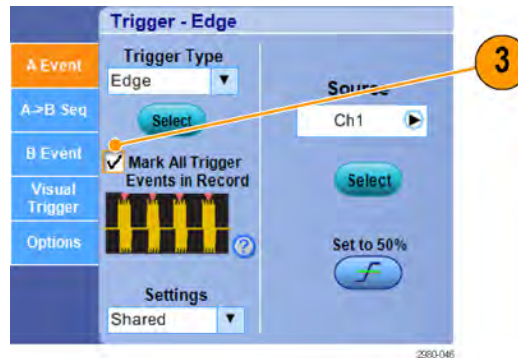 Trigger - Edge
A Event
A->B Seq
B Event
Visual
Trigger
Options
Trigger Type
Edge
Select
Mark All Trigger
Events in Record
?
Settings
Shared
Source
Ch1
Select
Set to 50%
3
2980-046